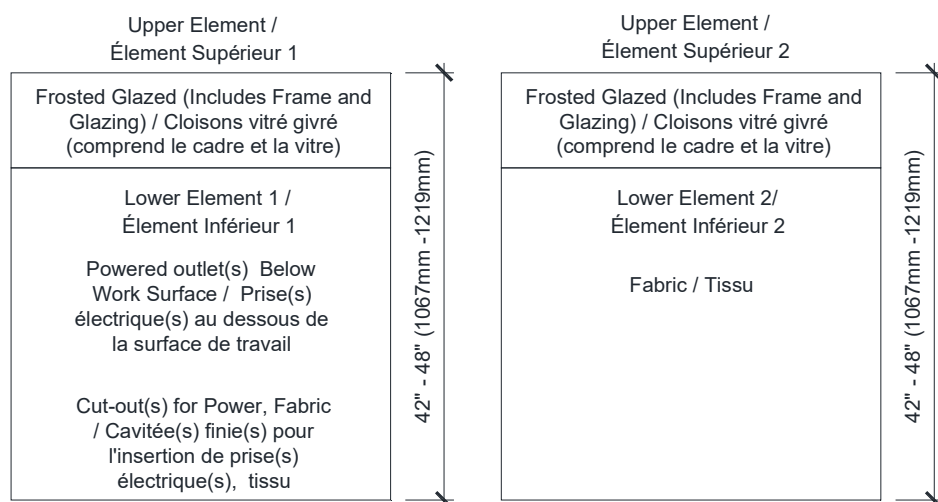 Upper Element /
Élement Supérieur 1
Frosted Glazed (Includes Frame and
Glazing) / Cloisons vitré givré
(comprend le cadre et la vitre)
Lower Element 1 /
Élement Inférieur 1
Powered outlet(s) Below
Work Surface / Prise(s)
électrique(s) au dessous de
la surface de travail
Cut-out(s) for Power, Fabric
/ Cavitée(s) finie(s) pour
l'insertion de prise(s)
électrique(s), tissu
42" - 48" (1067mm -1219mm)
Upper Element /
Élement Supérieur 2
Frosted Glazed (Includes Frame and
Glazing) / Cloisons vitré givré
(comprend le cadre et la vitre)
Lower Element 2/
Élement Inférieur 2
Fabric / Tissu
42" - 48" (1067mm -1219mm)